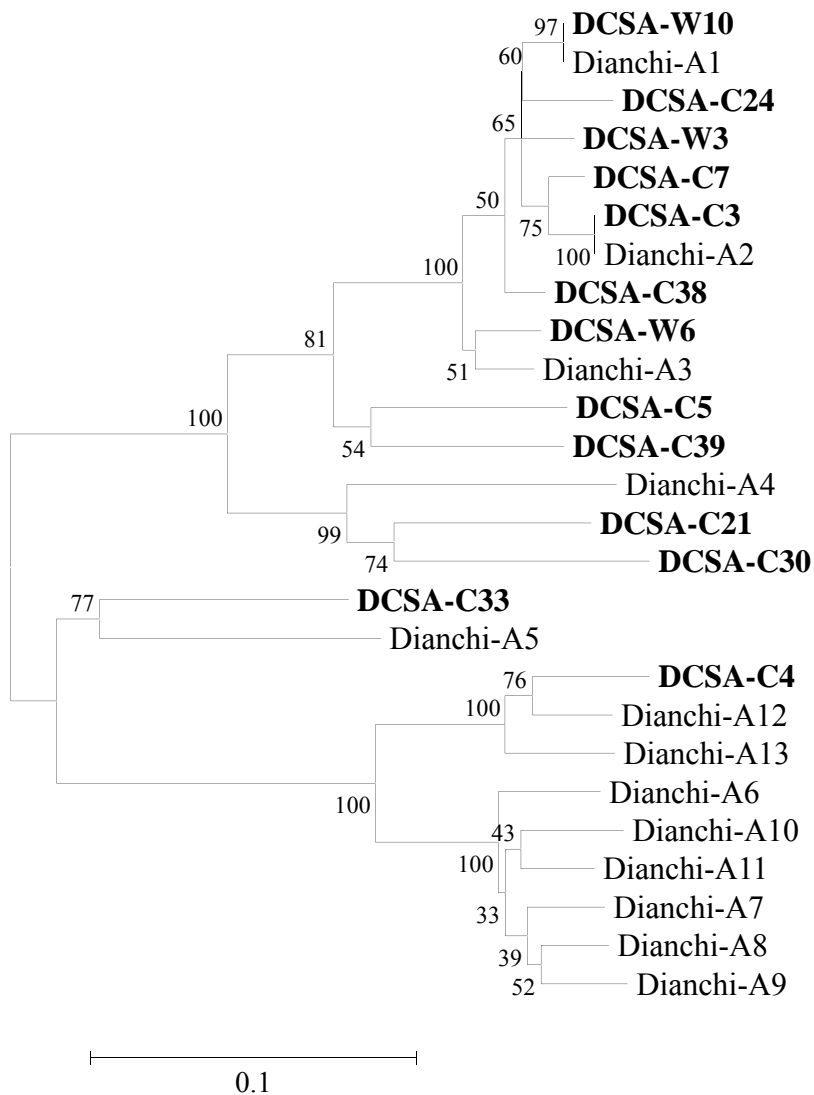 97
DCSA-W10
60
Dianchi-A1
DCSA-C24
65
DCSA-W3
DCSA-C7
50
DCSA-C3
75
100
Dianchi-A2
100
DCSA-C38
DCSA-W6
81
51
Dianchi-A3
DCSA-C5
100
54
DCSA-C39
Dianchi-A4
99
DCSA-C21
74
DCSA-C30
77
DCSA-C33
Dianchi-A5
76
DCSA-C4
100
Dianchi-A12
Dianchi-A13
100
Dianchi-A6
43
Dianchi-A10
100
Dianchi-A11
33
Dianchi-A7
39
Dianchi-A8
52
Dianchi-A9
0.1